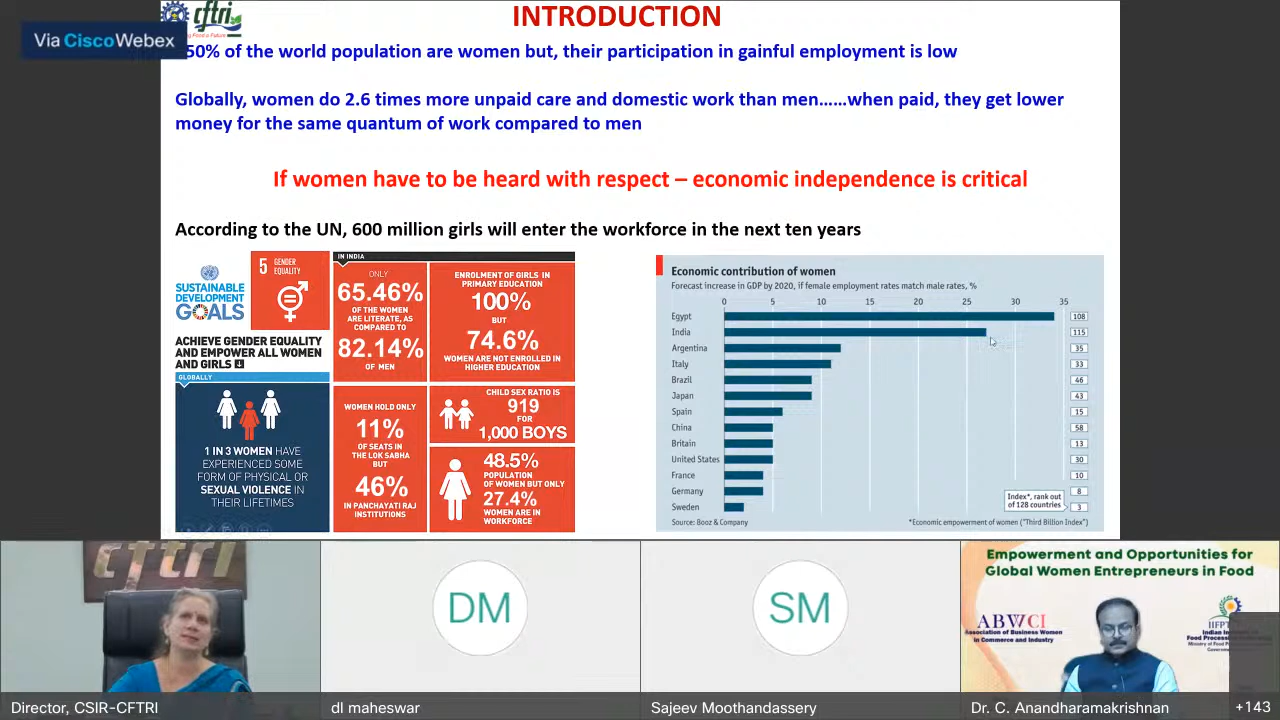 Via Cisco Webex
cftri
INTRODUCTION
50% of the world population are women but, their participation in gainful employment is low
Globally, women do 2.6 times more unpaid care and domestic work than men......when paid, they get lower
money for the same quantum of work compared to men
If women have to be heard with respect – economic independence is critical
According to the UN, 600 million girls will enter the workforce in the next ten years
SUSTAINABLE
DEVELOPMENT
GOALS
5 GENDER
EQUALITY
ACHIEVE GENDER EQUALITY
AND EMPOWER ALL WOMEN
AND GIRLS
GLOBALLY
1 IN 3 WOMEN HAVE
EXPERIENCED SOME
FORM OF PHYSICAL OR
SEXUAL VIOLENCE IN
THEIR LIFETIMES
IN INDIA
ONLY
65.46%
OF THE WOMEN
ARE LITERATE, AS
COMPARED TO
82.14%
OF MEN
ENROLMENT OF GIRLS IN
PRIMARY EDUCATION
100%
BUT
74.6%
WOMEN ARE NOT ENROLLED IN
HIGHER EDUCATION
WOMEN HOLD ONLY
11%
OF SEATS IN
THE LOK SABHA
BUT
46%
IN PANCHAYATI RAJ
INSTITUTIONS
CHILD SEX RATIO IS
919
FOR
1,000 BOYS
48.5%
POPULATION
OF WOMEN BUT ONLY
27.4%
WOMEN ARE IN
WORKFORCE
Economic contribution of women
Forecast increase in GDP by 2020, if female employment rates match male rates, %
0 5 10 15 20 25 30 35
Egypt 108
India 115
Argentina 35
Italy 33
Brazil 46
Japan 43
Spain 15
China 58
Britain 13
United States 30
France 10
Germany 8
Sweden 3
Index*, rank out
of 128 countries
Source: Booz & Company *Economic empowerment of women ("Third Billion Index")
cftri
Director, CSIR-CFTRI
DM
dl maheswar
SM
Sajeev Moothandassery
Empowerment and Opportunities for
Global Women Entrepreneurs in Food
ABWCI
Association of Business Women
in Commerce and Industry
IIFPT
Dr. C. Anandharamakrishnan
+143